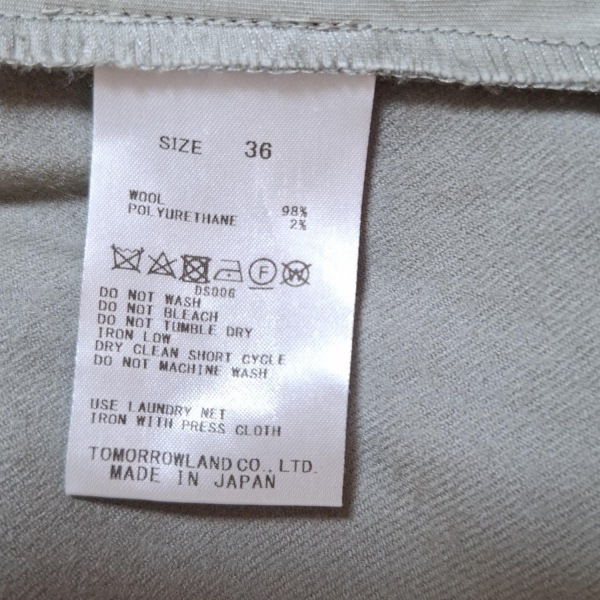 SIZE 36
WOOL 98%
POLYURETHANE 2%
F W
DS006
DO NOT WASH
DO NOT BLEACH
DO NOT TUMBLE DRY
IRON LOW
DRY CLEAN SHORT CYCLE
DO NOT MACHINE WASH
USE LAUNDRY NET
IRON WITH PRESS CLOTH
TOMORROWLAND CO., LTD.
MADE IN JAPAN